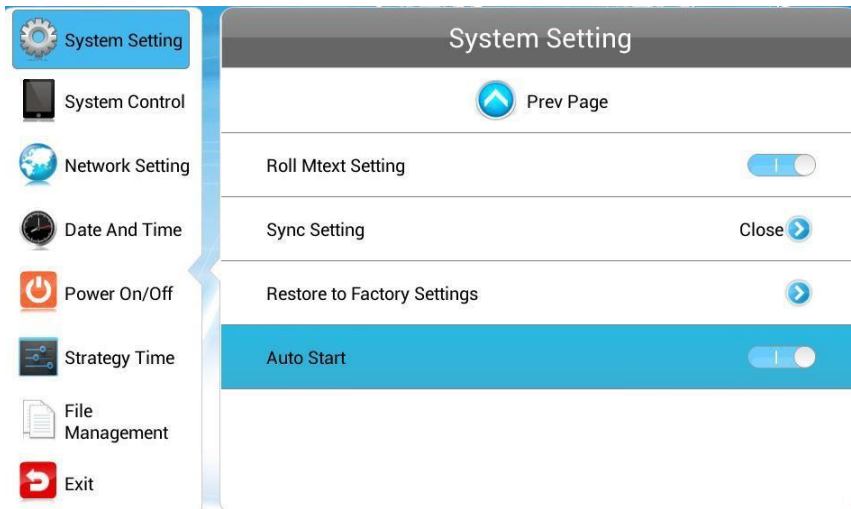 System Setting
System Control
Network Setting
Date And Time
Power On/Off
Strategy Time
File
Management
Exit
System Setting
Prev Page
Roll Mtext Setting
Sync Setting Close
Restore to Factory Settings
Auto Start